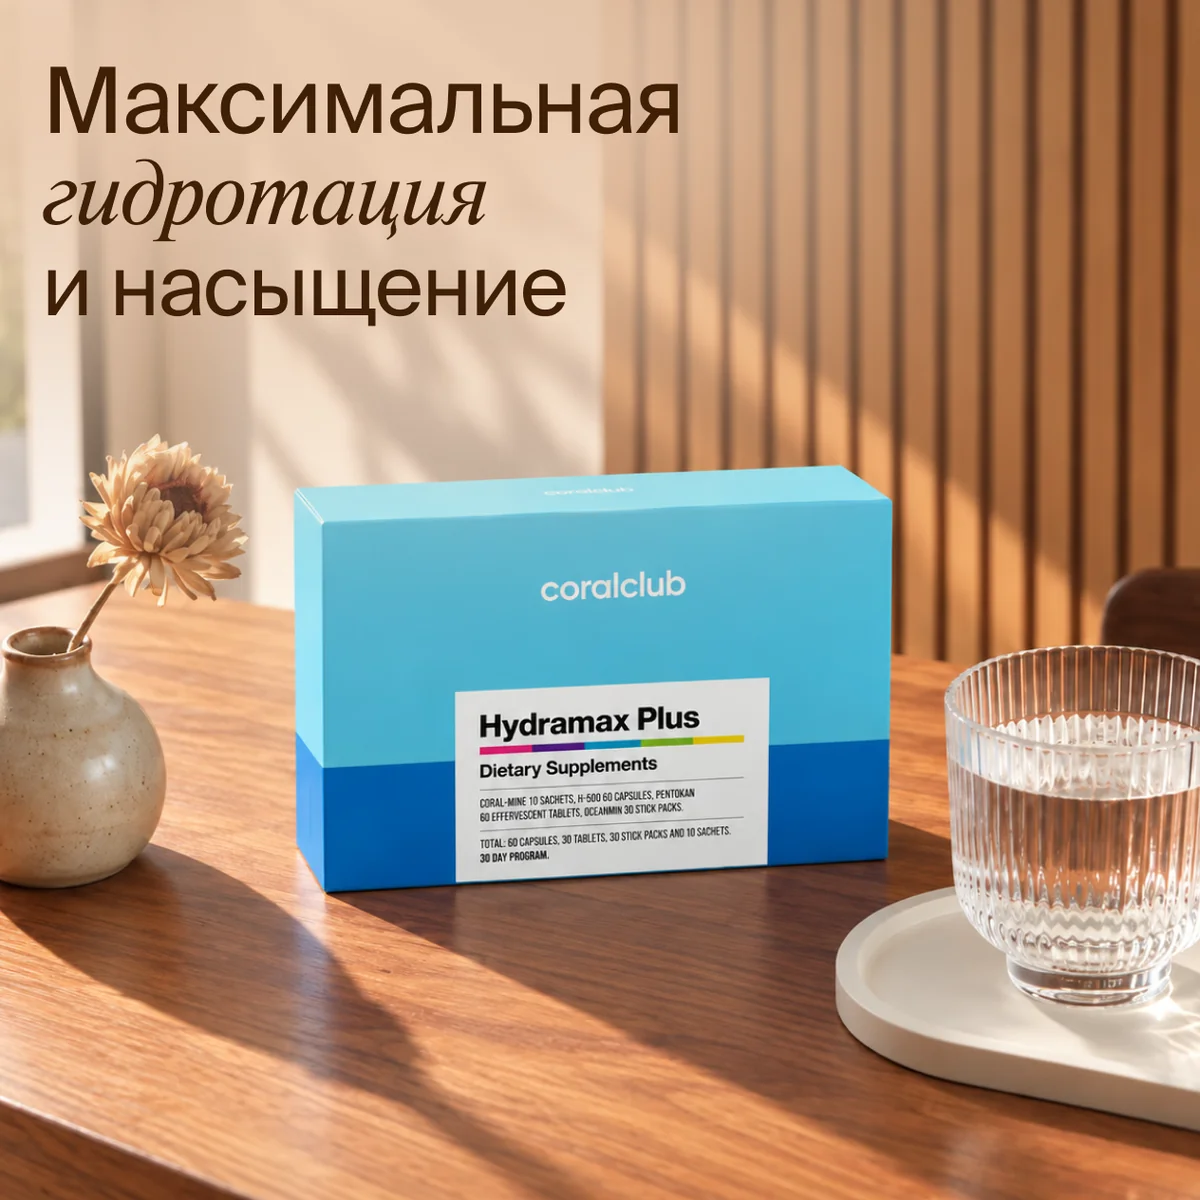 Максимальная
гидротация
и насыщение
coralclub
coralclub
Hydramax Plus
Dietary Supplements
CORAL-MINE 10 SACHETS, H-500 60 CAPSULES, PENTOKAN
60 EFFERVESCENT TABLETS, OCEANMIN 30 STICK PACKS.
TOTAL: 60 CAPSULES, 30 TABLETS, 30 STICK PACKS AND 10 SACHETS.
30 DAY PROGRAM.